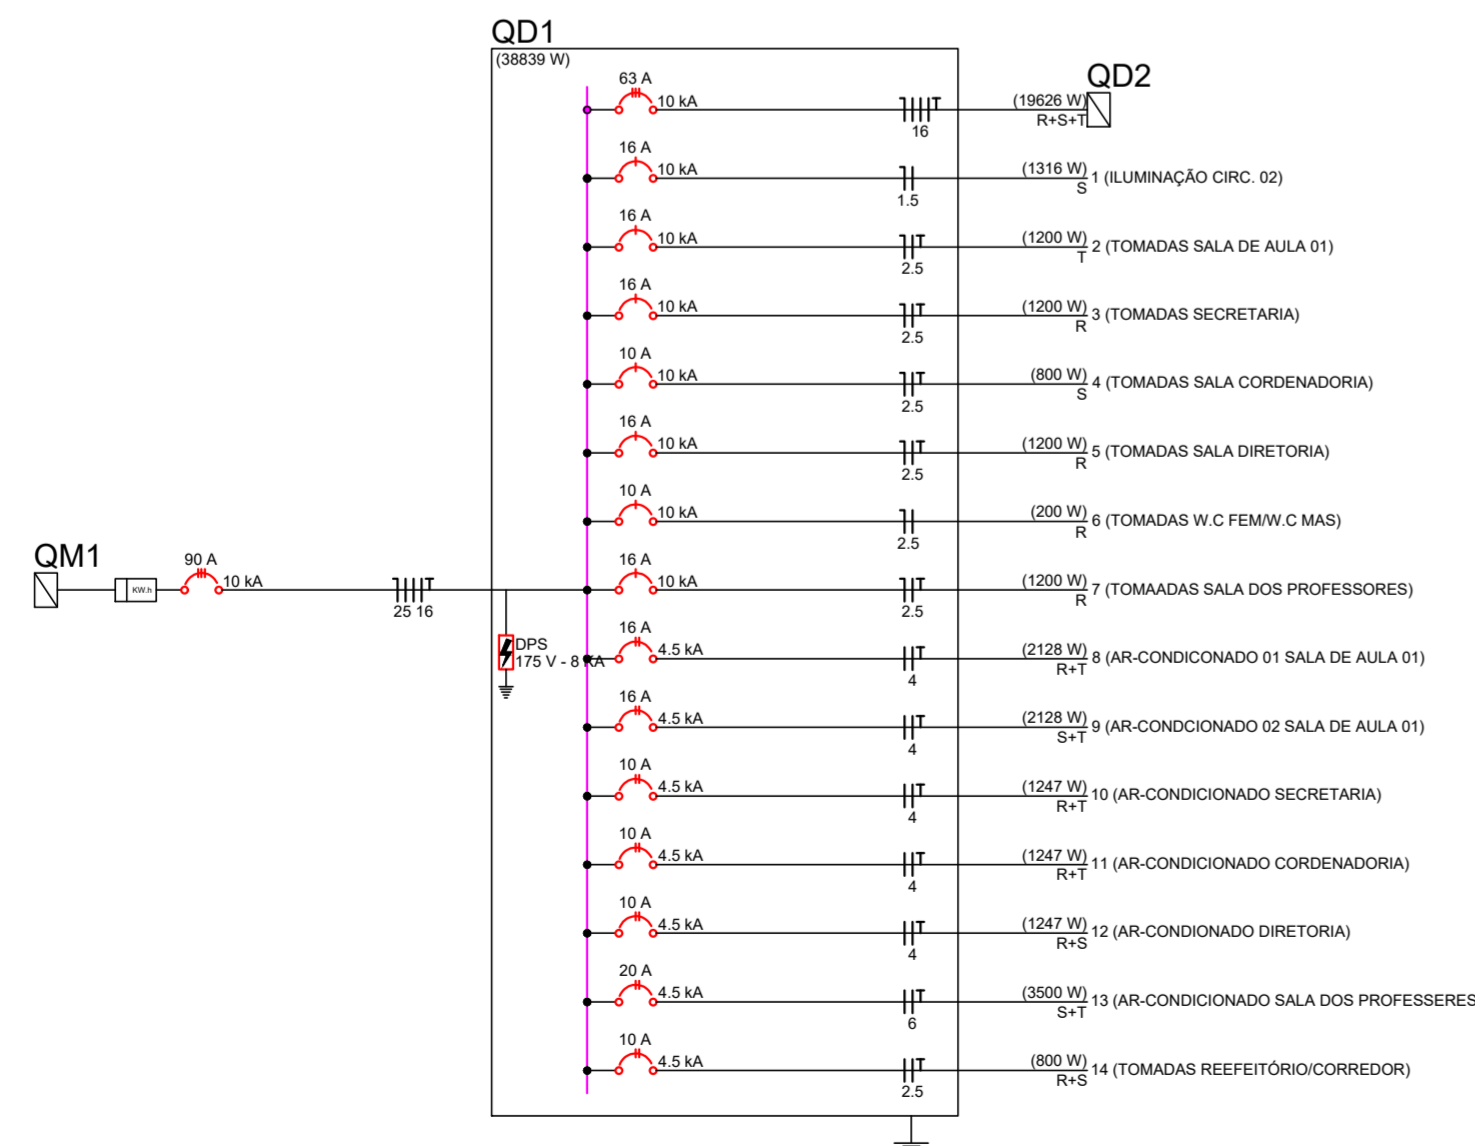 QD1
(38839 W)
63 A
10 kA
16
(19626 W)
R+S+T
QD2
16 A
10 kA
1.5
(1316 W)
S
1 (ILUMINAÇÃO CIRC. 02)
16 A
10 kA
T
2.5
(1200 W)
T
2 (TOMADAS SALA DE AULA 01)
16 A
10 kA
T
2.5
(1200 W)
R
3 (TOMADAS SECRETARIA)
10 A
10 kA
T
2.5
(800 W)
S
4 (TOMADAS SALA CORDENADORIA)
16 A
10 kA
T
2.5
(1200 W)
R
5 (TOMADAS SALA DIRETORIA)
10 A
10 kA
2.5
(200 W)
R
6 (TOMADAS W.C FEM/W.C MAS)
QM1
KW.h
90 A
10 kA
25 16
16 A
10 kA
T
2.5
(1200 W)
R
7 (TOMAADAS SALA DOS PROFESSORES)
DPS
175 V - 8 KA
16 A
4.5 kA
T
4
(2128 W)
R+T
8 (AR-CONDICONADO 01 SALA DE AULA 01)
16 A
4.5 kA
T
4
(2128 W)
S+T
9 (AR-CONDCIONADO 02 SALA DE AULA 01)
10 A
4.5 kA
T
4
(1247 W)
R+T
10 (AR-CONDICIONADO SECRETARIA)
10 A
4.5 kA
T
4
(1247 W)
R+T
11 (AR-CONDICIONADO CORDENADORIA)
10 A
4.5 kA
T
4
(1247 W)
R+S
12 (AR-CONDIONADO DIRETORIA)
20 A
4.5 kA
T
6
(3500 W)
S+T
13 (AR-CONDICIONADO SALA DOS PROFESSERES
10 A
4.5 kA
T
2.5
(800 W)
R+S
14 (TOMADAS REEFEITÓRIO/CORREDOR)